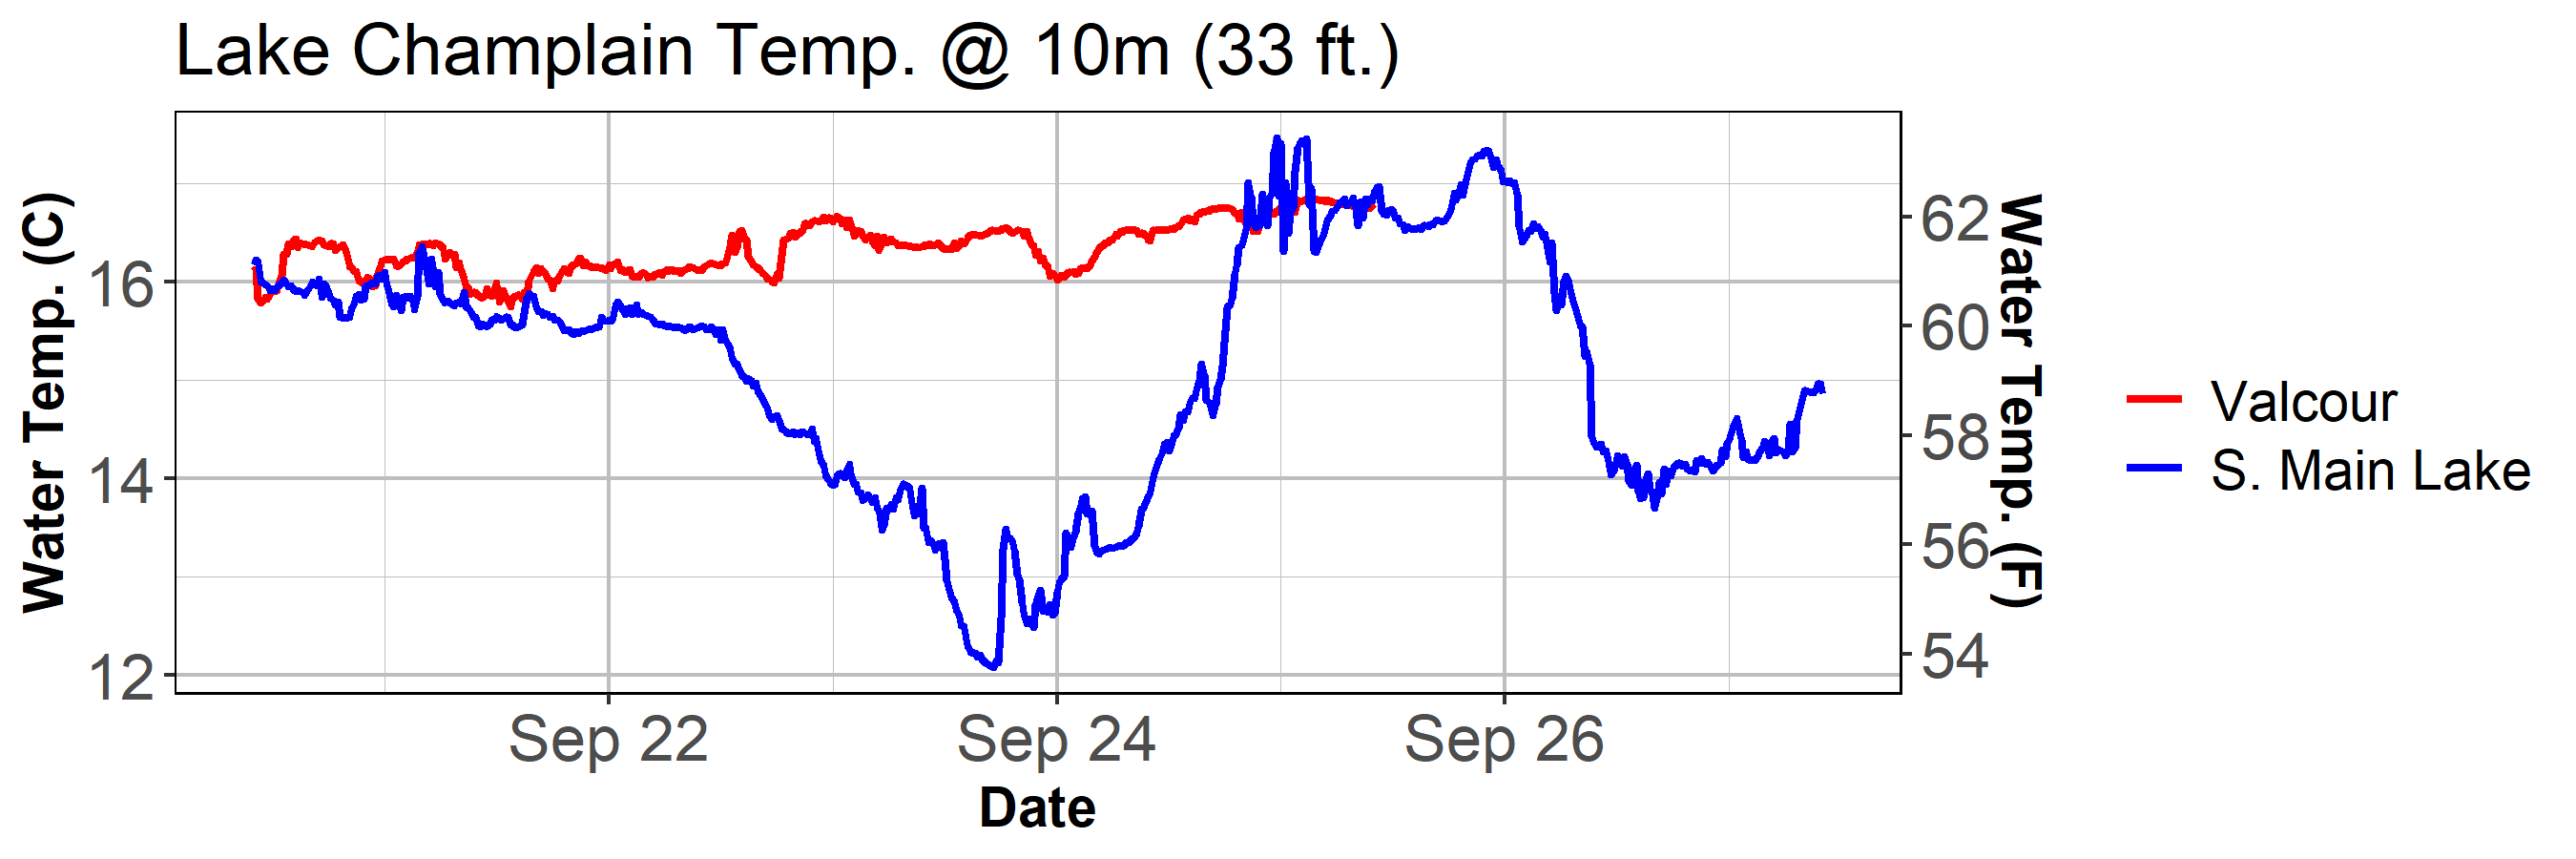 Lake Champlain Temp. @ 10m (33 ft.)
Water Temp. (C)
16
14
12
62
60
58
56
54
Water Temp. (F)
Sep 22
Sep 24
Sep 26
Date
Valcour
S. Main Lake